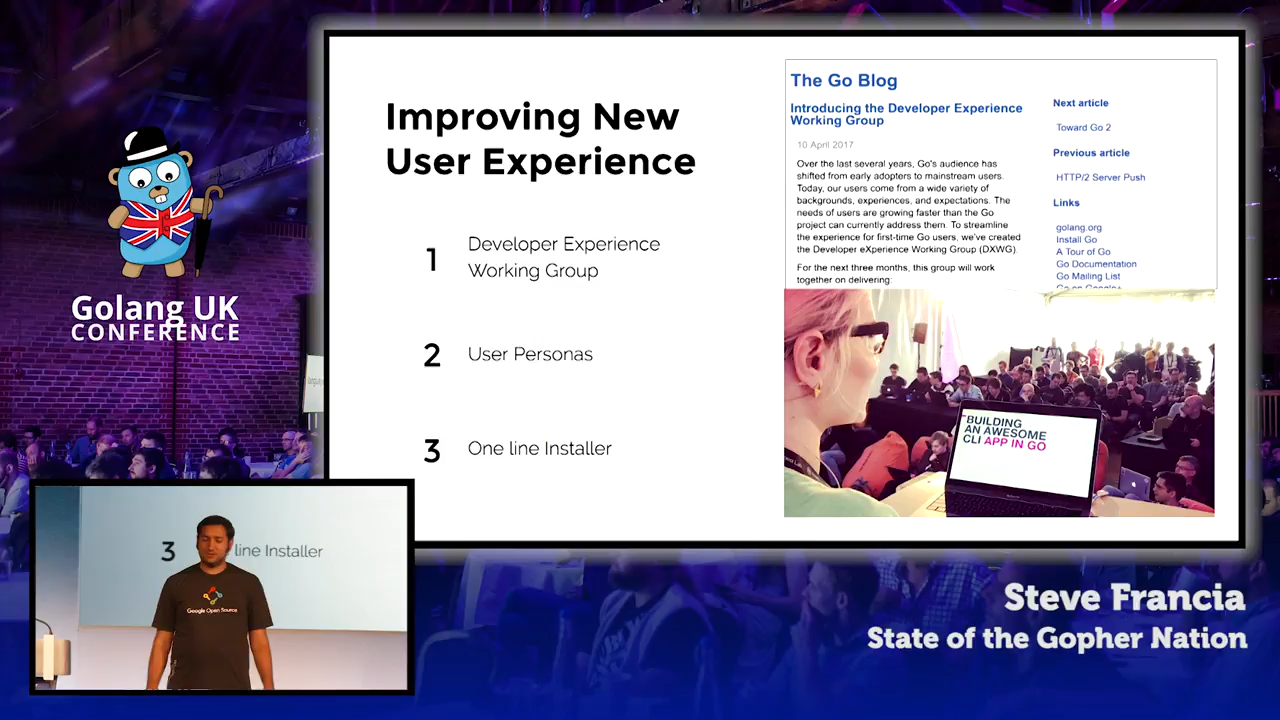 Golang UK
CONFERENCE
Improving New
User Experience
1
Developer Experience
Working Group
2
User Personas
3
One line Installer
The Go Blog
Introducing the Developer Experience
Working Group
10 April 2017
Over the last several years, Go's audience has
shifted from early adopters to mainstream users.
Today, our users come from a wide variety of
backgrounds, experiences, and expectations. The
needs of users are growing faster than the Go
project can currently address them. To streamline
the experience for first-time Go users, we've created
the Developer eXperience Working Group (DXWG).
For the next three months, this group will work
together on delivering:
Next article
Toward Go 2
Previous article
HTTP/2 Server Push
Links
golang.org
Install Go
A Tour of Go
Go Documentation
Go Mailing List
Go on Google+
BUILDING
AN AWESOME
CLI APP IN GO
3 line Installer
Google Open Source
Steve Francia
State of the Gopher Nation